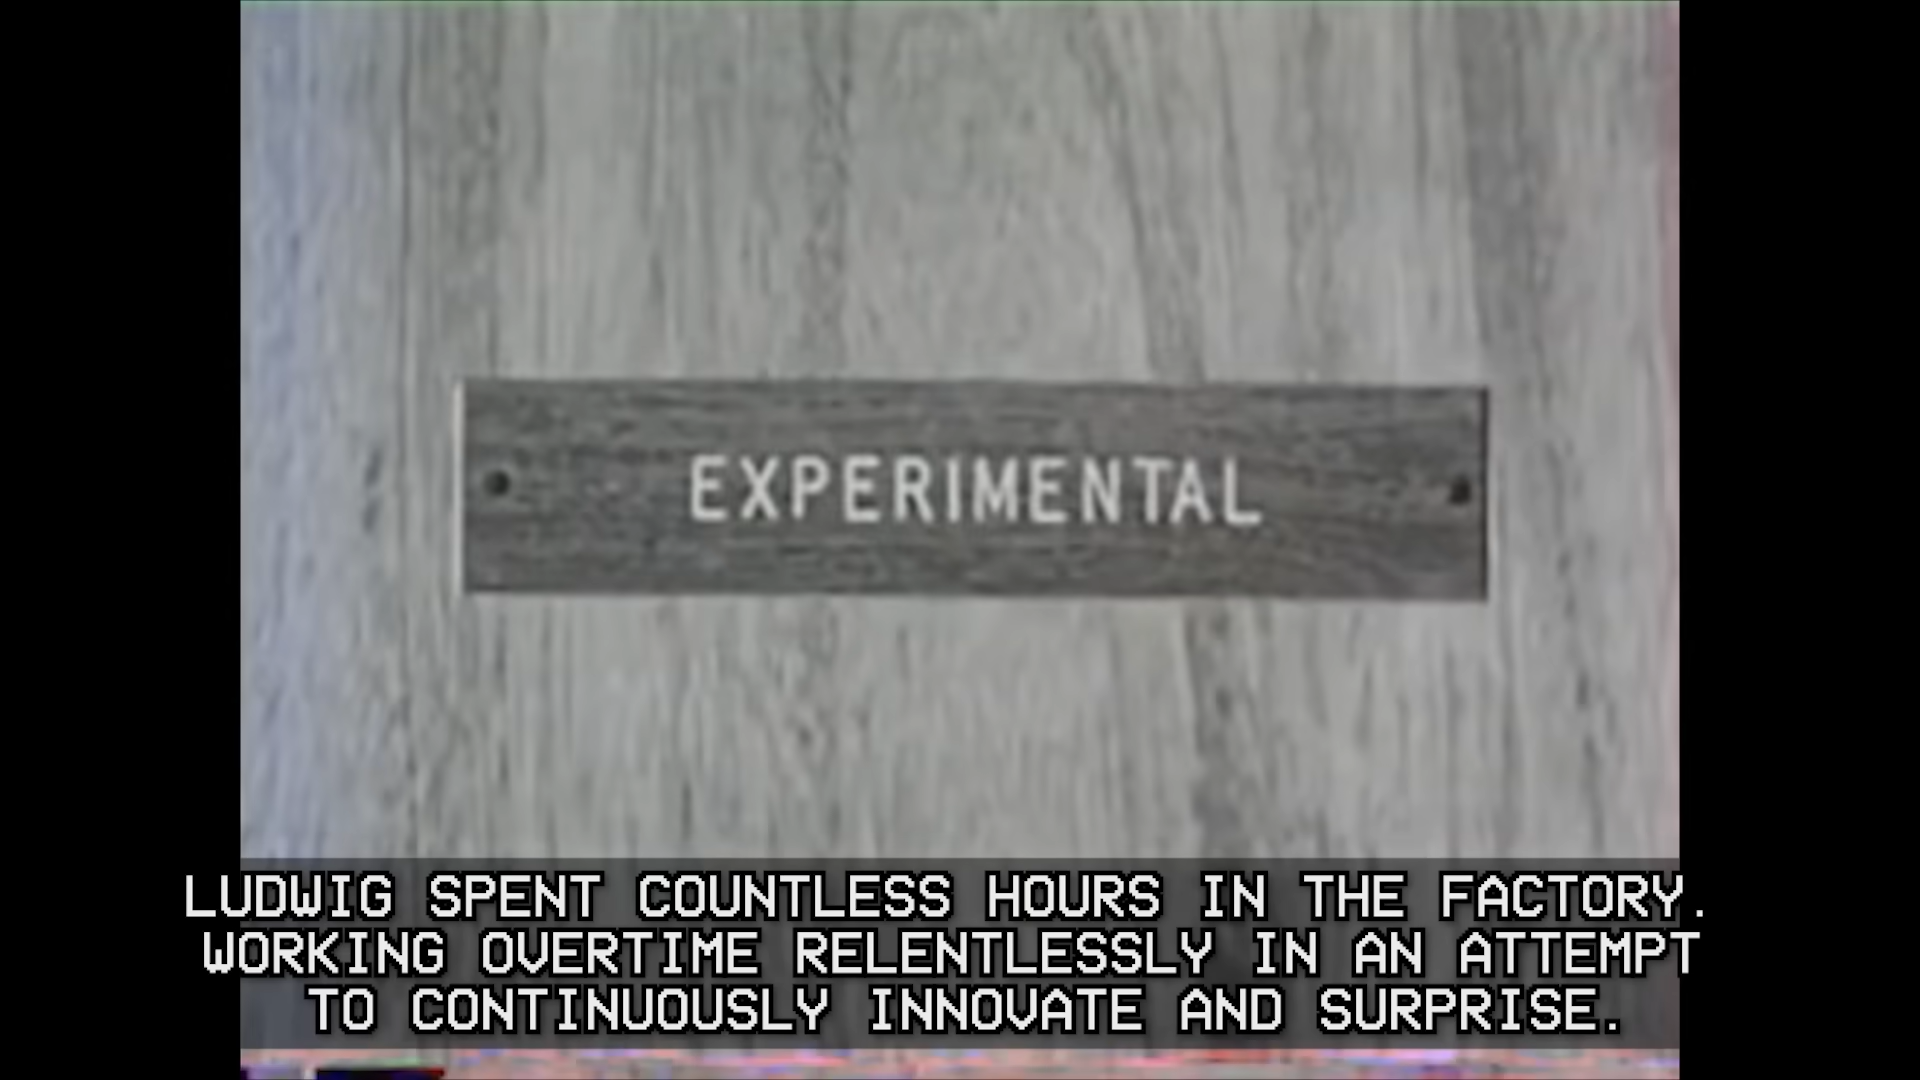 EXPERIMENTAL
LUDWIG SPENT COUNTLESS HOURS IN THE FACTORY.
WORKING OVERTIME RELENTLESSLY IN AN ATTEMPT
TO CONTINUOUSLY INNOVATE AND SURPRISE.